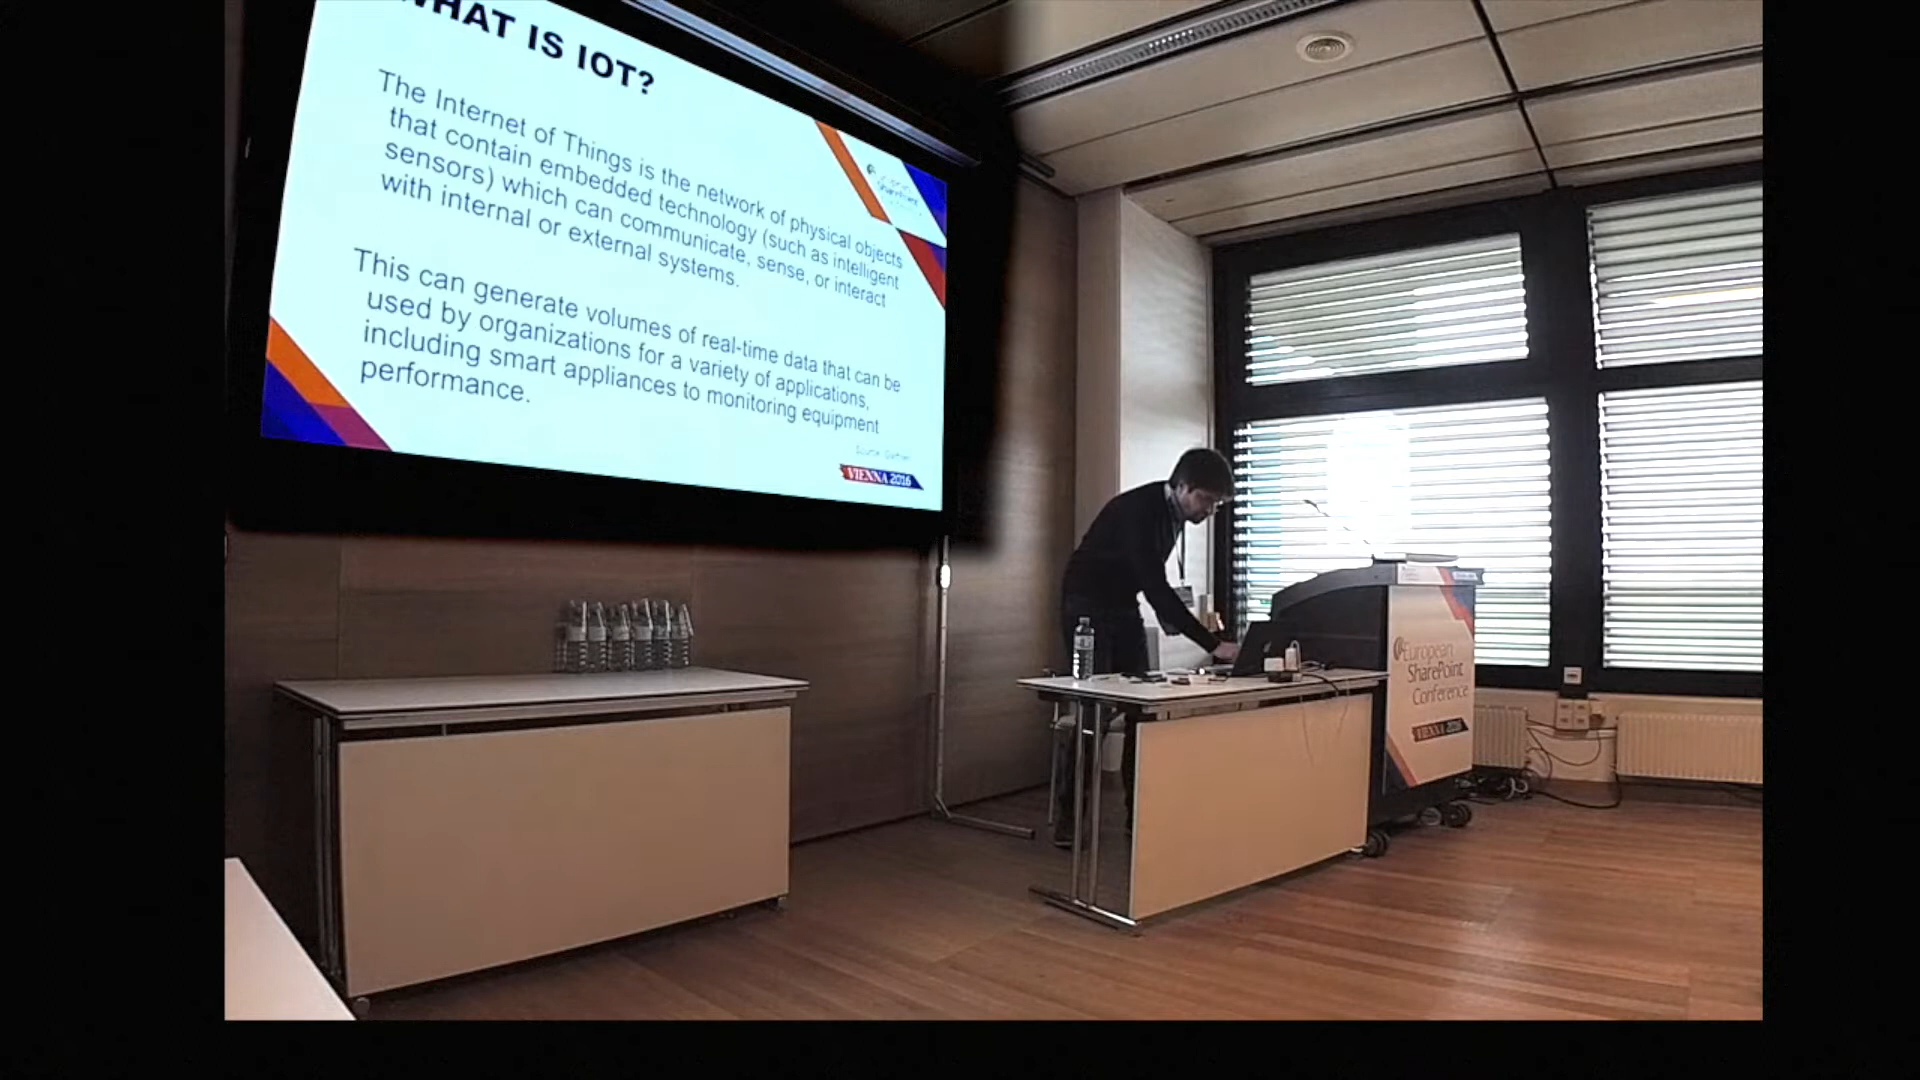 WHAT IS IOT?
The Internet of Things is the network of physical objects
that contain embedded technology (such as intelligent
sensors) which can communicate, sense, or interact
with internal or external systems.
This can generate volumes of real-time data that can be
used by organizations for a variety of applications,
including smart appliances to monitoring equipment
performance.
SharePoint
VIENNA 2016
European
SharePoint
Conference
VIENNA 2016